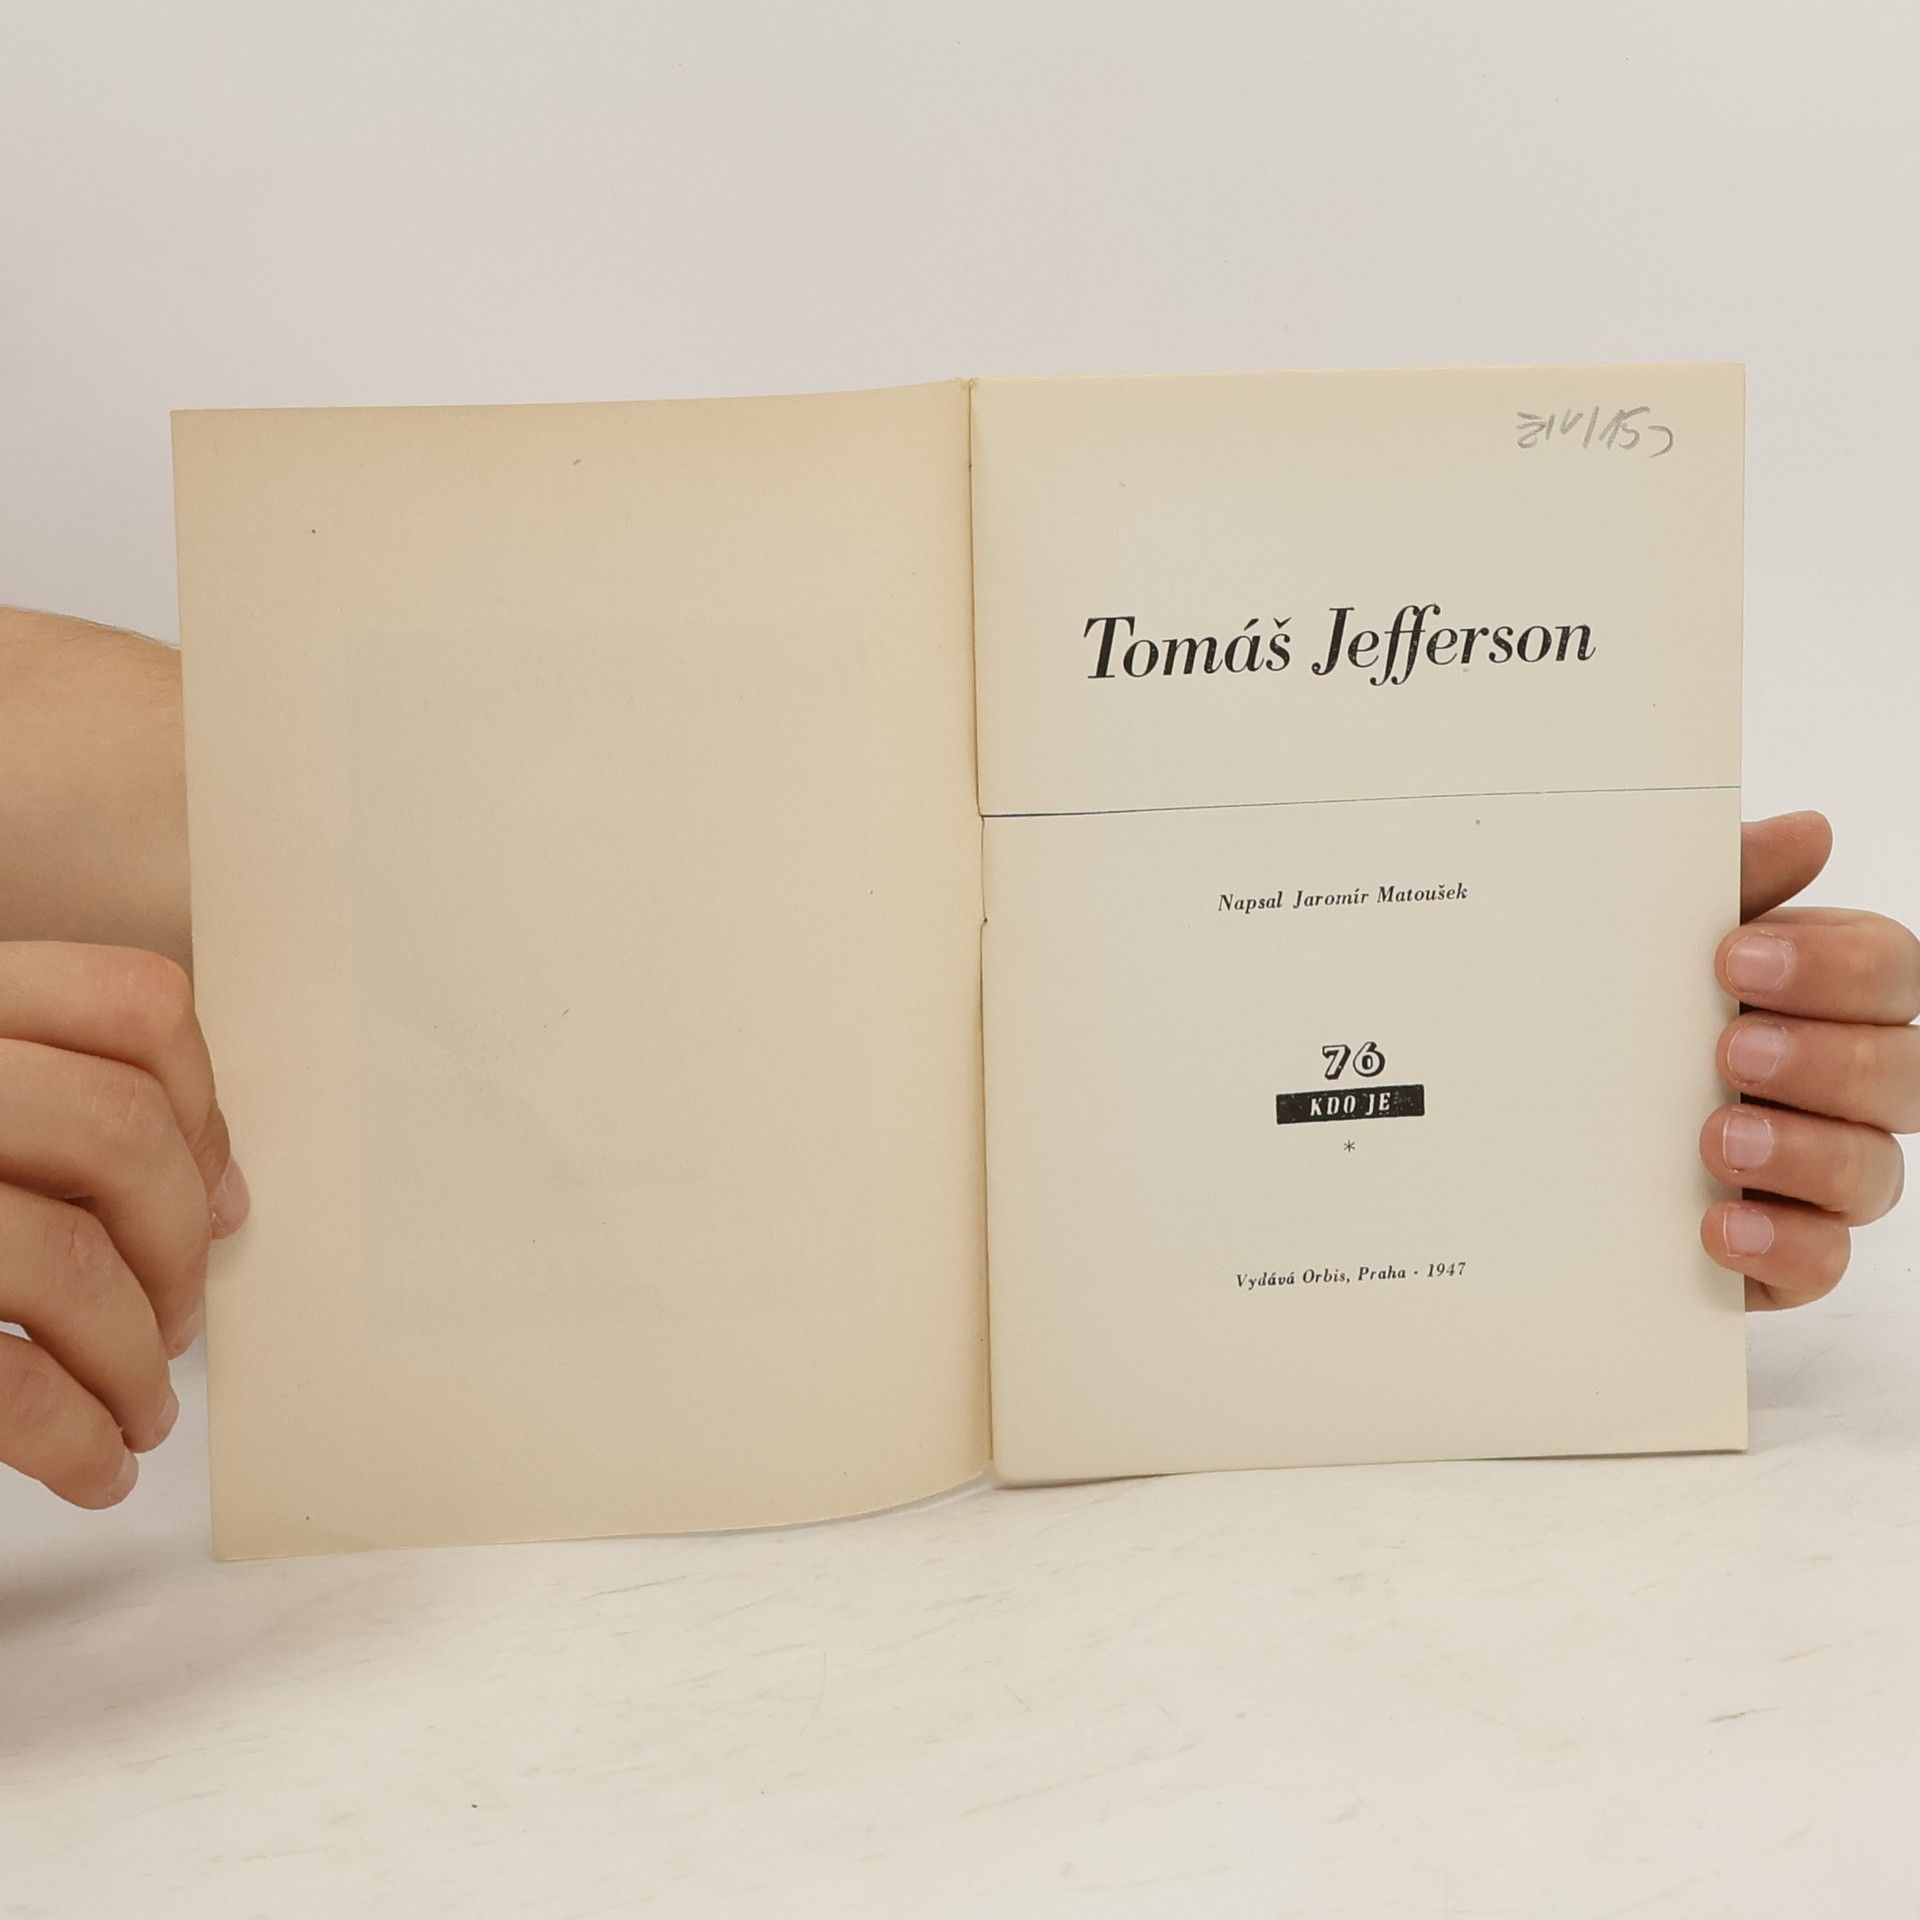 Tomáš Jefferson
Napsal Jaromír Matoušek
76
KDO JE
*
Vydává Orbis, Praha - 1947